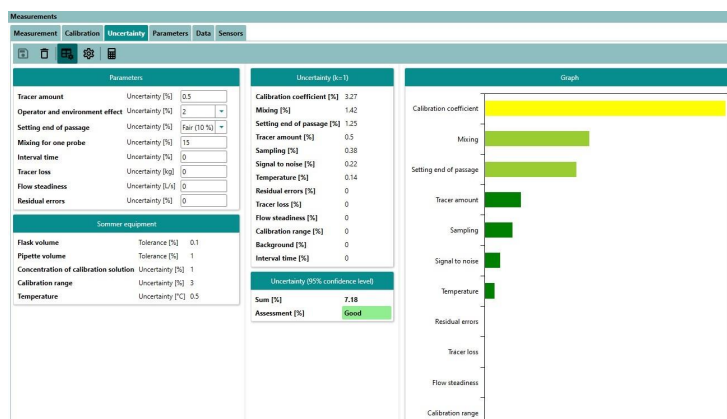 Measurements
Measurement Calibration Uncertainty Parameters Data Sensors
Parameters
Tracer amount Uncertainty [%] 0.5
Operator and environment effect Uncertainty [%] 2
Setting end of passage Uncertainty [%] Fair (10 %)
Mixing for one probe Uncertainty [%] 15
Interval time Uncertainty [%] 0
Tracer loss Uncertainty [kg] 0
Flow steadiness Uncertainty [L/s] 0
Residual errors Uncertainty [%] 0
Sommer equipment
Flask volume Tolerance [%] 0.1
Pipette volume Tolerance [%] 1
Concentration of calibration solution Uncertainty [%] 1
Calibration range Uncertainty [%] 3
Temperature Uncertainty [°C] 0.5
Uncertainty (k=1)
Calibration coefficient [%] 3.27
Mixing [%] 1.42
Setting end of passage [%] 1.25
Tracer amount [%] 0.5
Sampling [%] 0.38
Signal to noise [%] 0.22
Temperature [%] 0.14
Residual errors [%] 0
Tracer loss [%] 0
Flow steadiness [%] 0
Calibration range [%] 0
Background [%] 0
Interval time [%] 0
Uncertainty (95% confidence level)
Sum [%] 7.18
Assessment [%] Good
Graph
Calibration coefficient
Mixing
Setting end of passage
Tracer amount
Sampling
Signal to noise
Temperature
Residual errors
Tracer loss
Flow steadiness
Calibration range